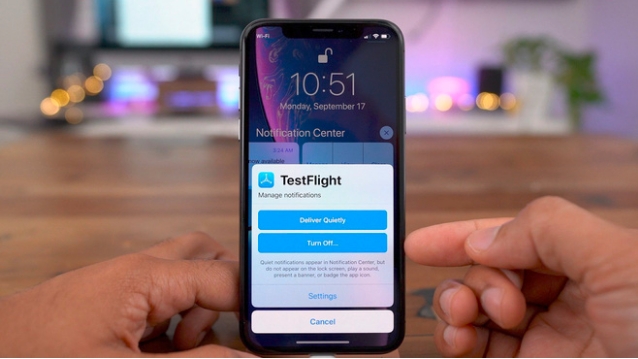 Wi-Fi
10:51
Monday, September 17
Notification Center
3:24 AM
now available
TestFlight
Manage notifications
Deliver Quietly
Turn Off...
Quiet notifications appear in Notification Center, but
do not appear on the lock screen, play a sound,
present a banner, or badge the app icon.
Settings
Cancel